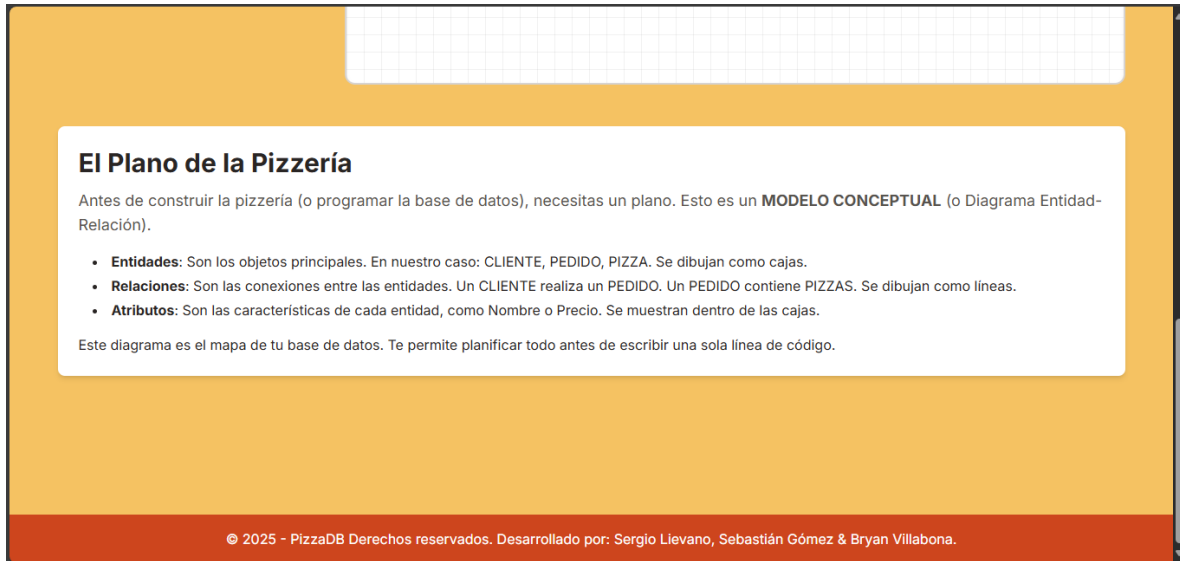 El Plano de la Pizzería
Antes de construir la pizzería (o programar la base de datos), necesitas un plano. Esto es un MODELO CONCEPTUAL (o Diagrama Entidad-
Relación).
• Entidades: Son los objetos principales. En nuestro caso: CLIENTE, PEDIDO, PIZZA. Se dibujan como cajas.
• Relaciones: Son las conexiones entre las entidades. Un CLIENTE realiza un PEDIDO. Un PEDIDO contiene PIZZAS. Se dibujan como líneas.
• Atributos: Son las características de cada entidad, como Nombre o Precio. Se muestran dentro de las cajas.
Este diagrama es el mapa de tu base de datos. Te permite planificar todo antes de escribir una sola línea de código.
© 2025 - PizzaDB Derechos reservados. Desarrollado por: Sergio Lievano, Sebastián Gómez & Bryan Villabona.